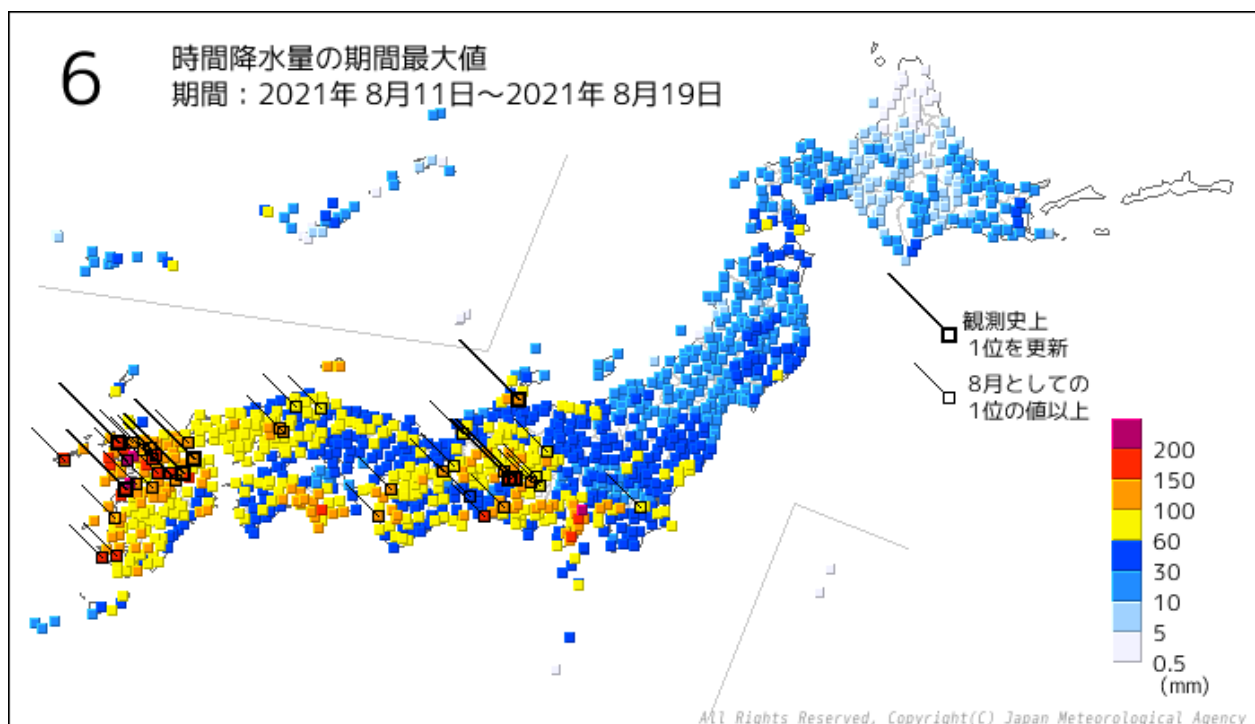 6
時間降水量の期間最大値
期間：2021年 8月11日～2021年 8月19日
観測史上
1位を更新
8月としての
1位の値以上
200
150
100
60
30
10
5
0.5
(mm)
All Rights Reserved, Copyright(C) Japan Meteorological Agency